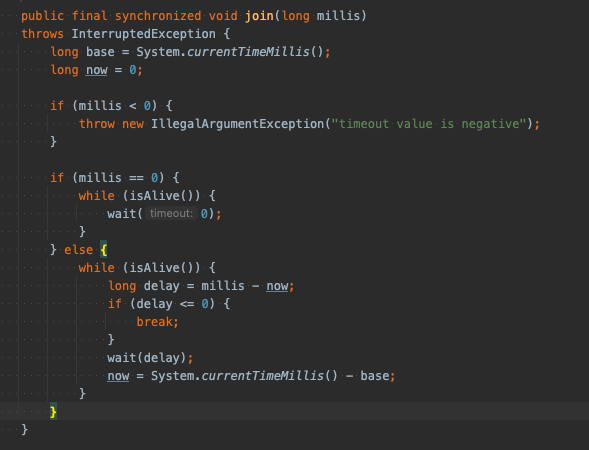 public final synchronized void join(long millis)
throws InterruptedException {
long base = System.currentTimeMillis();
long now = 0;
if (millis < 0) {
throw new IllegalArgumentException("timeout value is negative");
}
if (millis == 0) {
while (isAlive()) {
wait( timeout: 0);
}
} else {
while (isAlive()) {
long delay = millis - now;
if (delay <= 0) {
break;
}
wait(delay);
now = System.currentTimeMillis() - base;
}
}
}